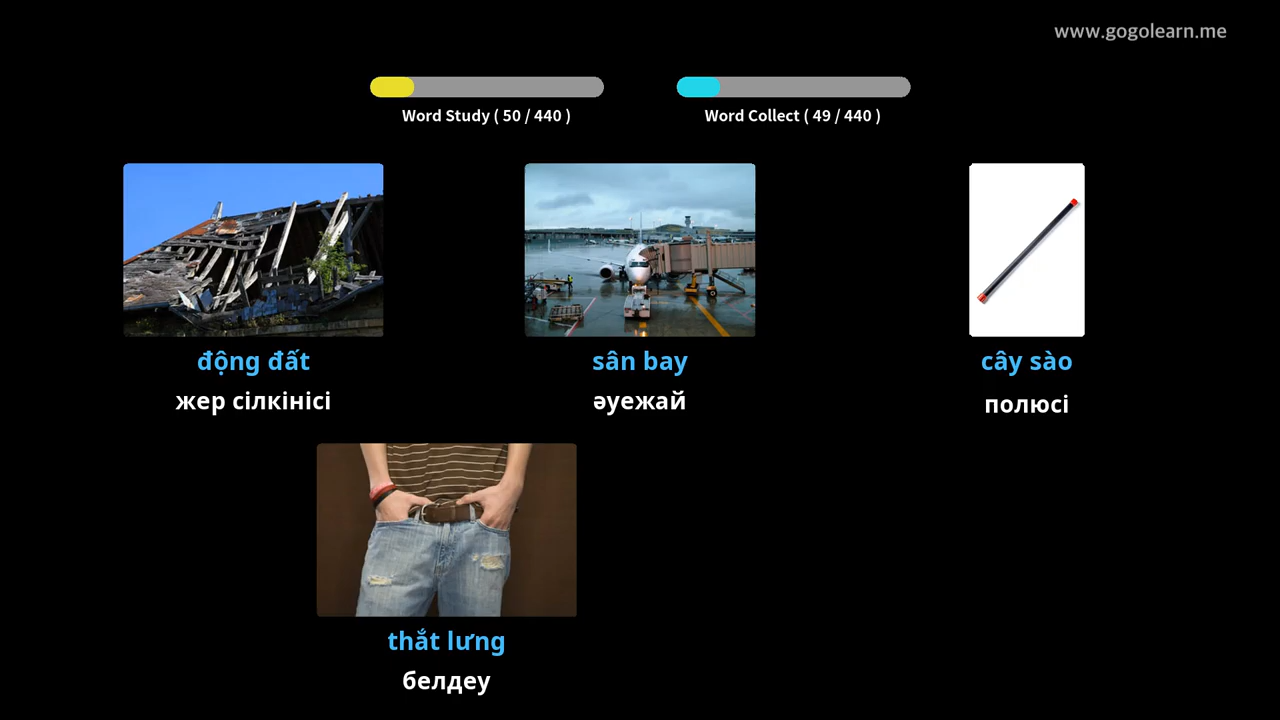 www.gogolearn.me
Word Study ( 50 / 440 )
Word Collect ( 49 / 440 )
động đất
жер сілкінісі
sân bay
әуежай
cây sào
полюсі
thắt lưng
белдеу